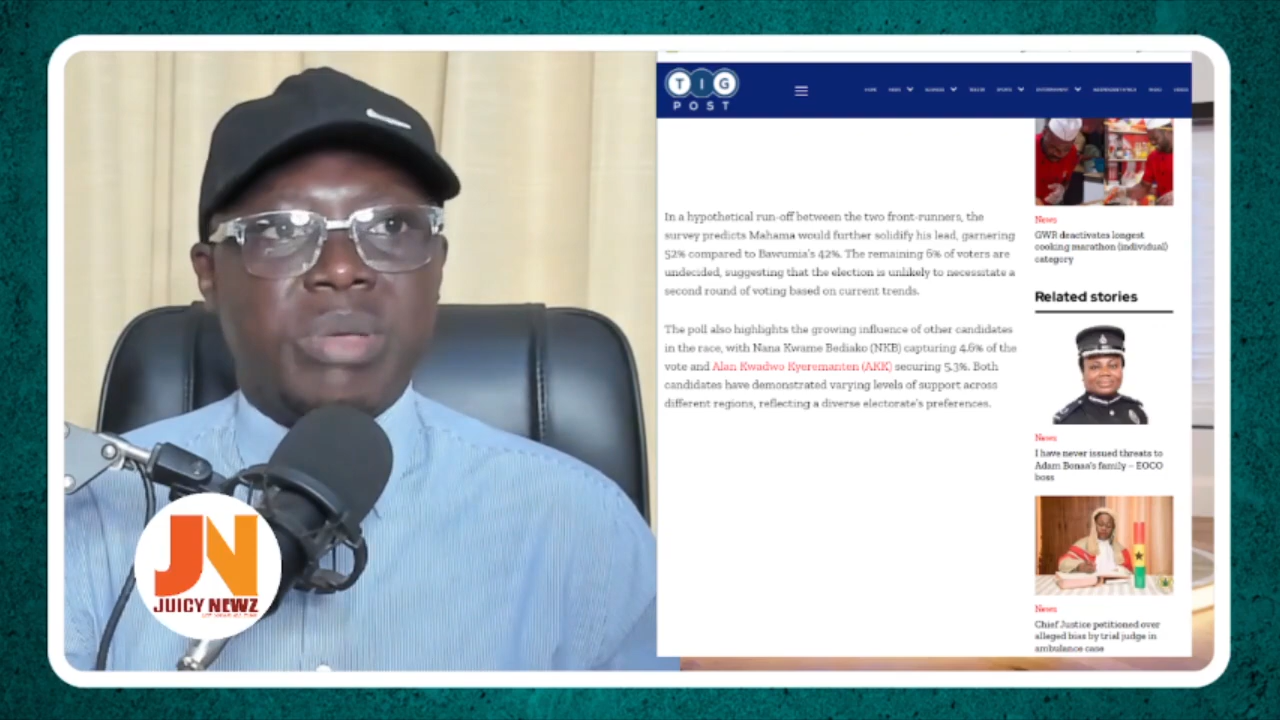 TIG
POST
HOME
NEWS
BUSINESS
SPORTS
ENTERTAINMENT
In a hypothetical run-off between the two front-runners, the
survey predicts Mahama would further solidify his lead, garnering
52% compared to Bawumia's 42%. The remaining 6% of voters are
undecided, suggesting that the election is unlikely to necessitate a
second round of voting based on current trends.
The poll also highlights the growing influence of other candidates
in the race, with Nana Kwame Bediako (NKB) capturing 4.6% of the
vote and Alan Kwadwo Kyeremanten (AKK) securing 5.3%. Both
candidates have demonstrated varying levels of support across
different regions, reflecting a diverse electorate's preferences.
News
GWR deactivates longest
cooking marathon (individual)
category
Related stories
News
I have never issued threats to
Adam Bonaa's family – EOCO
boss
News
Chief Justice petitioned over
alleged bias by trial judge in
ambulance case
JN
JUICY NEWZ